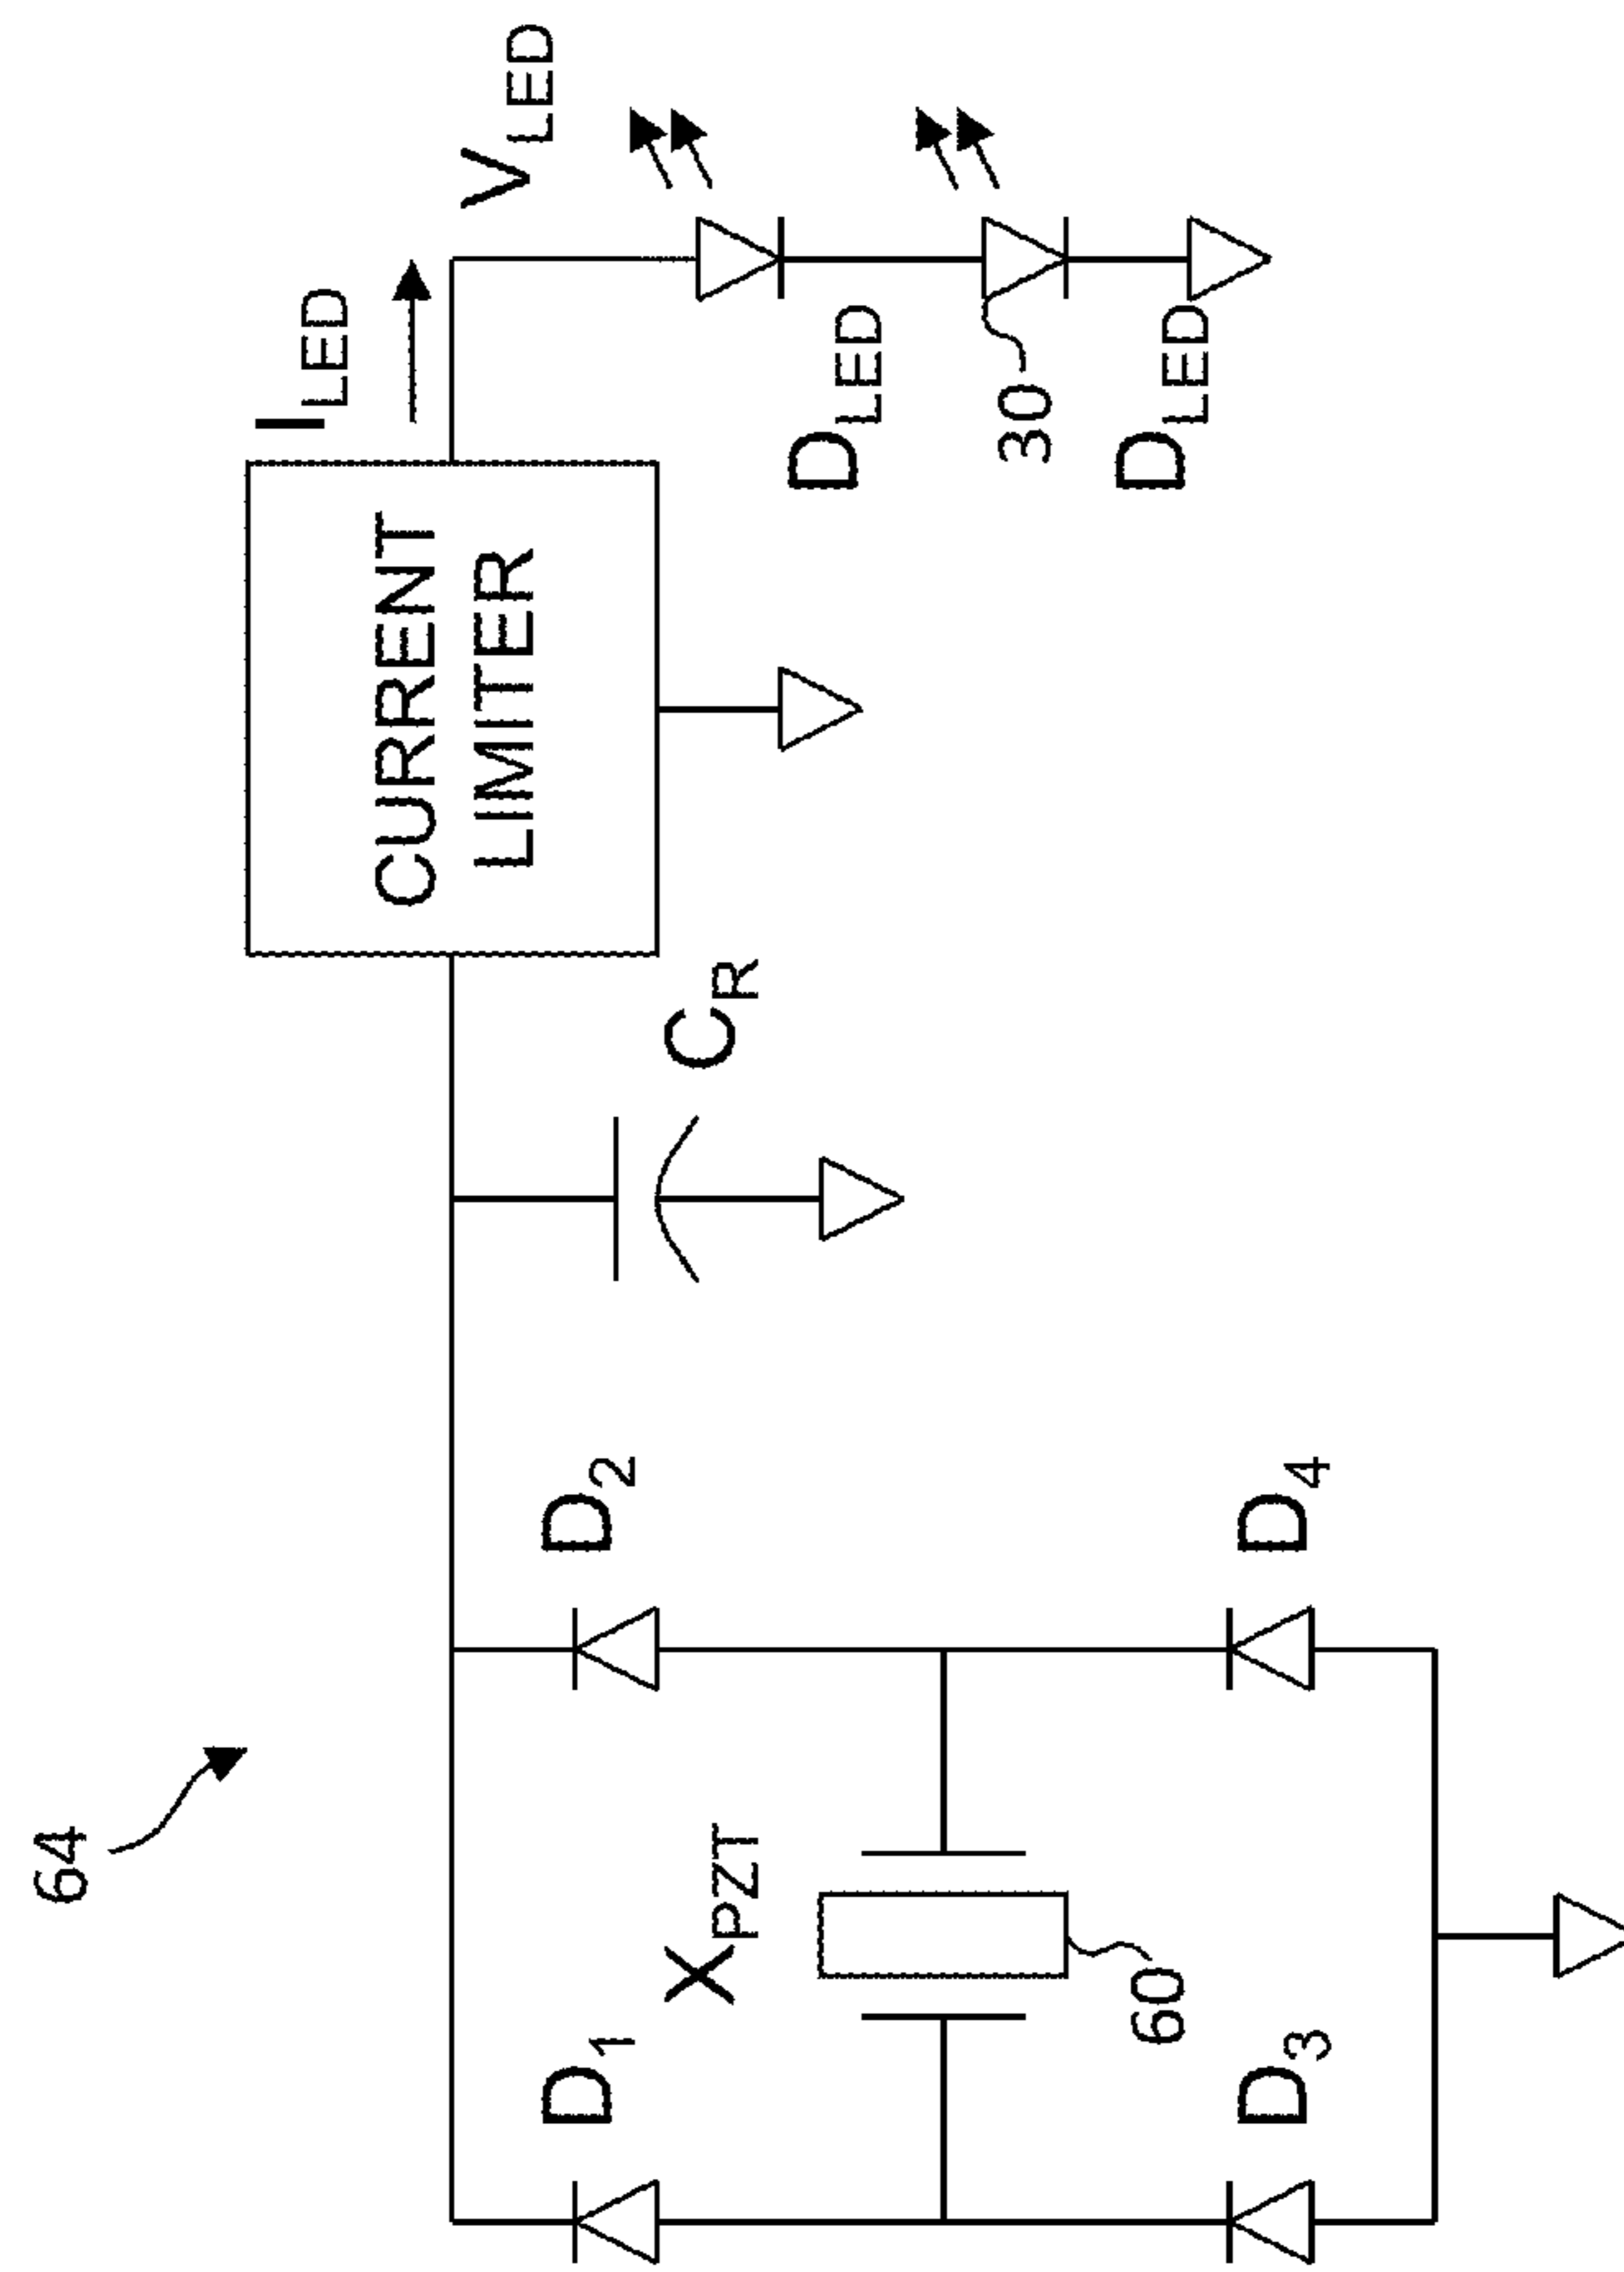 64
I_LED
V_LED
CURRENT
LIMITER
D_1
D_2
C_R
X_PZT
D_LED
30
D_LED
60
D_3
D_4